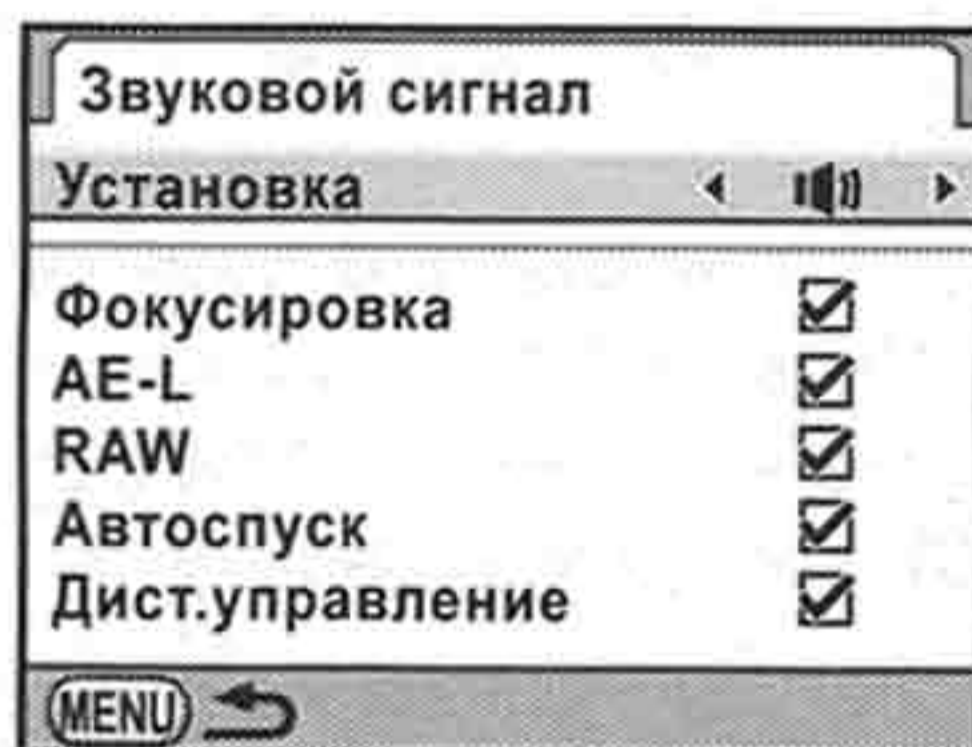 Звуковой сигнал
Установка
Фокусировка
AE-L
RAW
Автоспуск
Дист.управление
MENU